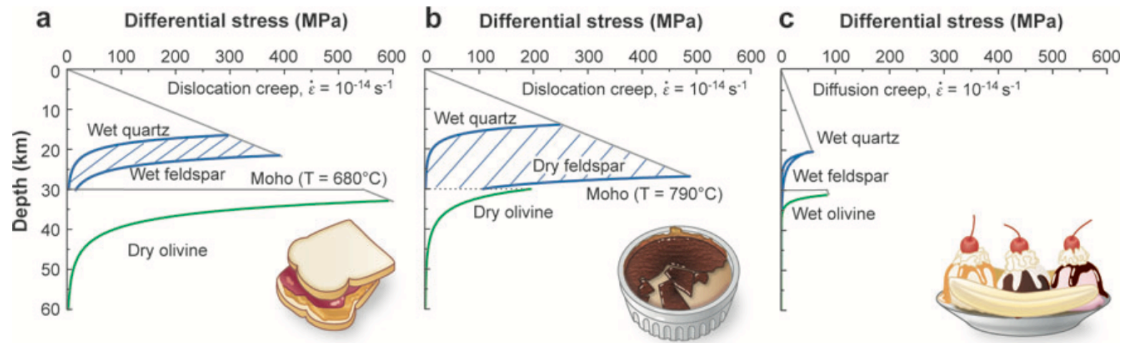 a
Differential stress (MPa)
0 100 200 300 400 500 600
Depth (km)
0
10
20
30
40
50
60
Dislocation creep, ε̇ = 10⁻¹⁴ s⁻¹
Wet quartz
Wet feldspar
Moho (T = 680°C)
Dry olivine
b
Differential stress (MPa)
0 100 200 300 400 500 600
Dislocation creep, ε̇ = 10⁻¹⁴ s⁻¹
Wet quartz
Dry feldspar
Moho (T = 790°C)
Dry olivine
c
Differential stress (MPa)
0 100 200 300 400 500 600
Diffusion creep, ε̇ = 10⁻¹⁴ s⁻¹
Wet quartz
Wet feldspar
Wet olivine